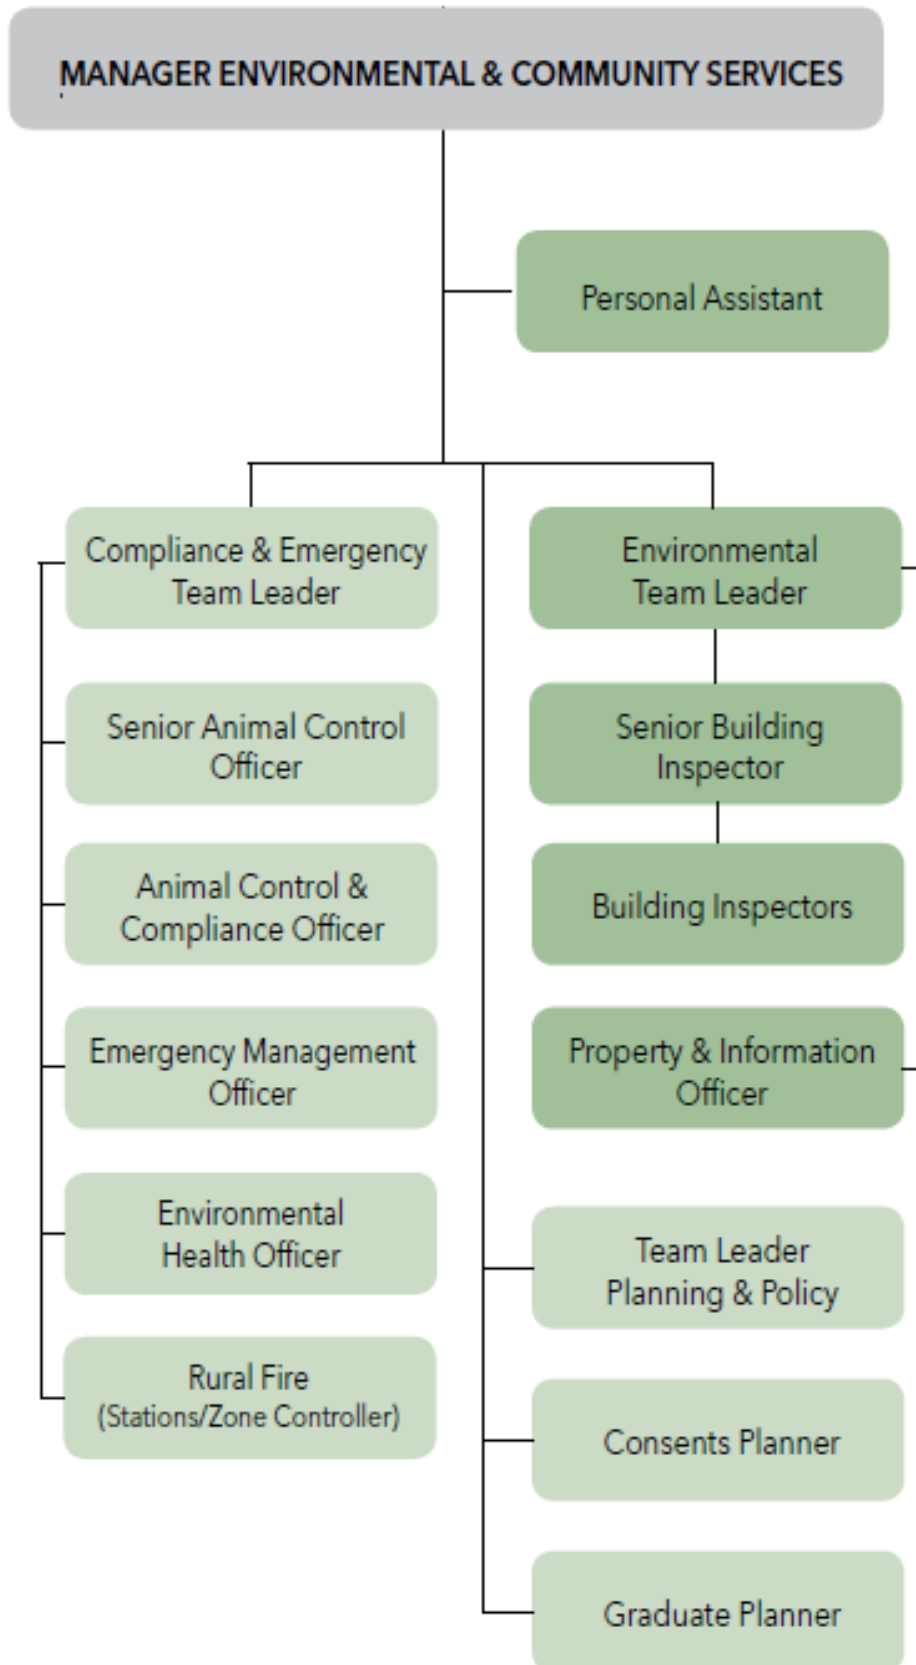 MANAGER ENVIRONMENTAL & COMMUNITY SERVICES
Personal Assistant
Compliance & Emergency
Team Leader
Senior Animal Control
Officer
Animal Control &
Compliance Officer
Emergency Management
Officer
Environmental
Health Officer
Rural Fire
(Stations/Zone Controller)
Environmental
Team Leader
Senior Building
Inspector
Building Inspectors
Property & Information
Officer
Team Leader
Planning & Policy
Consents Planner
Graduate Planner